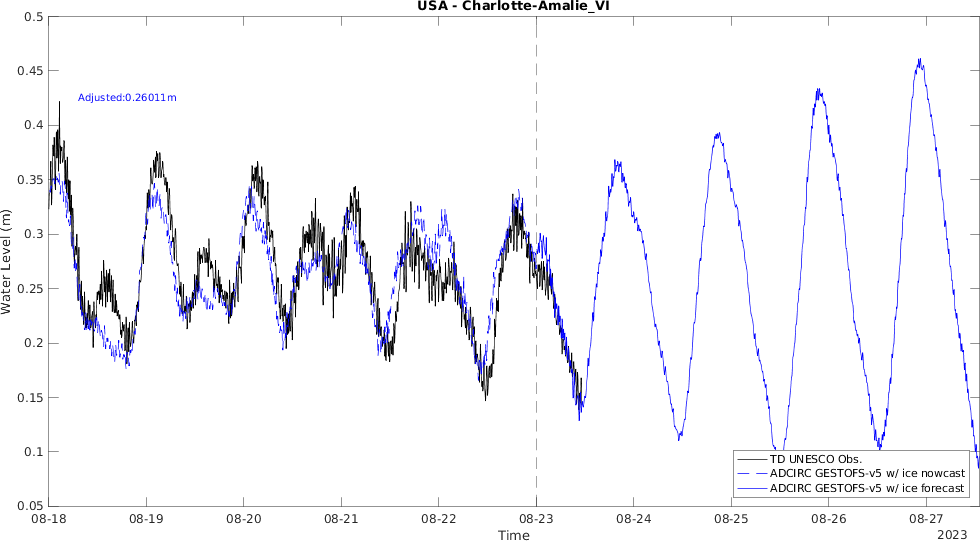 USA - Charlotte-Amalie_VI
0.5
0.45
0.4
0.35
0.3
0.25
0.2
0.15
0.1
0.05
Water Level (m)
Adjusted:0.26011m
TD UNESCO Obs.
ADCIRC GESTOFS-v5 w/ ice nowcast
ADCIRC GESTOFS-v5 w/ ice forecast
08-18 08-19 08-20 08-21 08-22 08-23 08-24 08-25 08-26 08-27
Time
2023